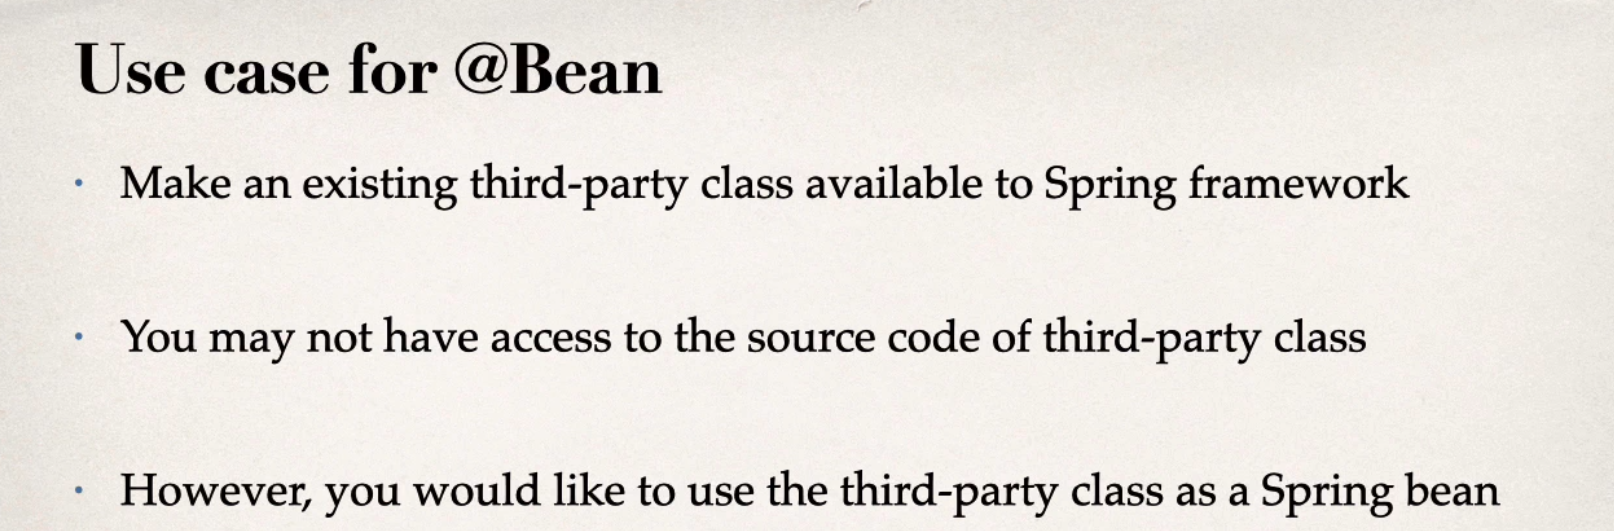 Use case for @Bean
• Make an existing third-party class available to Spring framework
• You may not have access to the source code of third-party class
• However, you would like to use the third-party class as a Spring bean